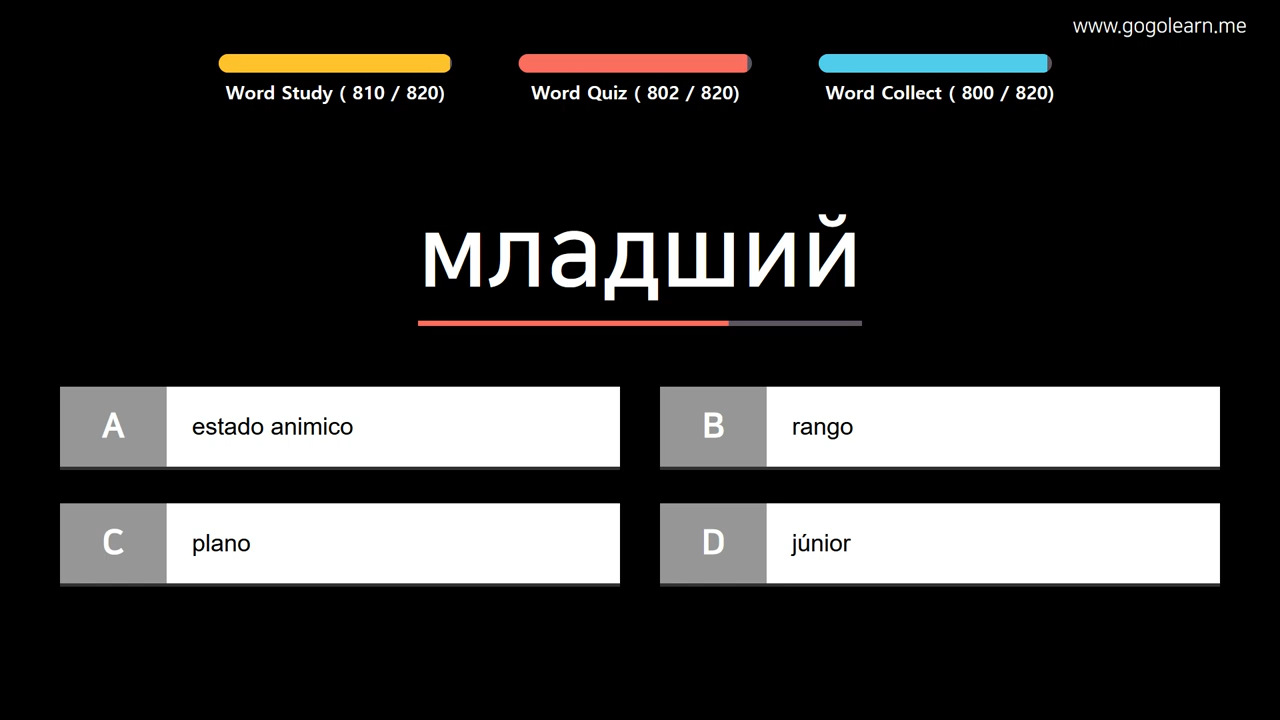 www.gogolearn.me
Word Study ( 810 / 820)
Word Quiz ( 802 / 820)
Word Collect ( 800 / 820)
младший
A
estado animico
B
rango
C
plano
D
júnior